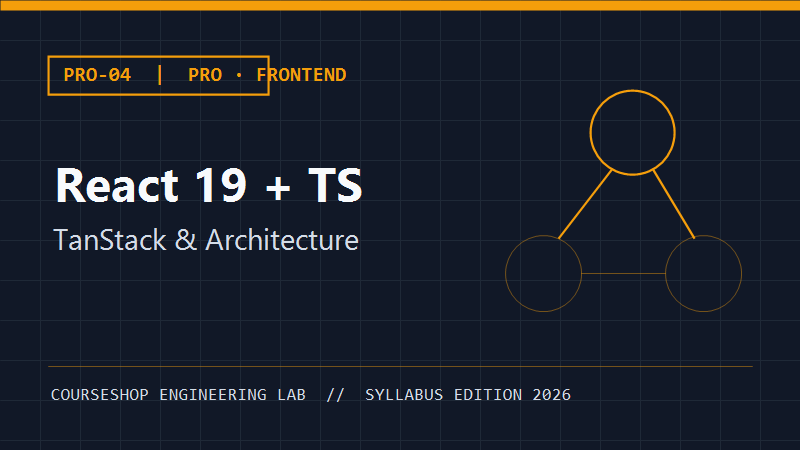 PRO-04 | PRO · FRONTEND
React 19 + TS
TanStack & Architecture
COURSESHOP ENGINEERING LAB // SYLLABUS EDITION 2026